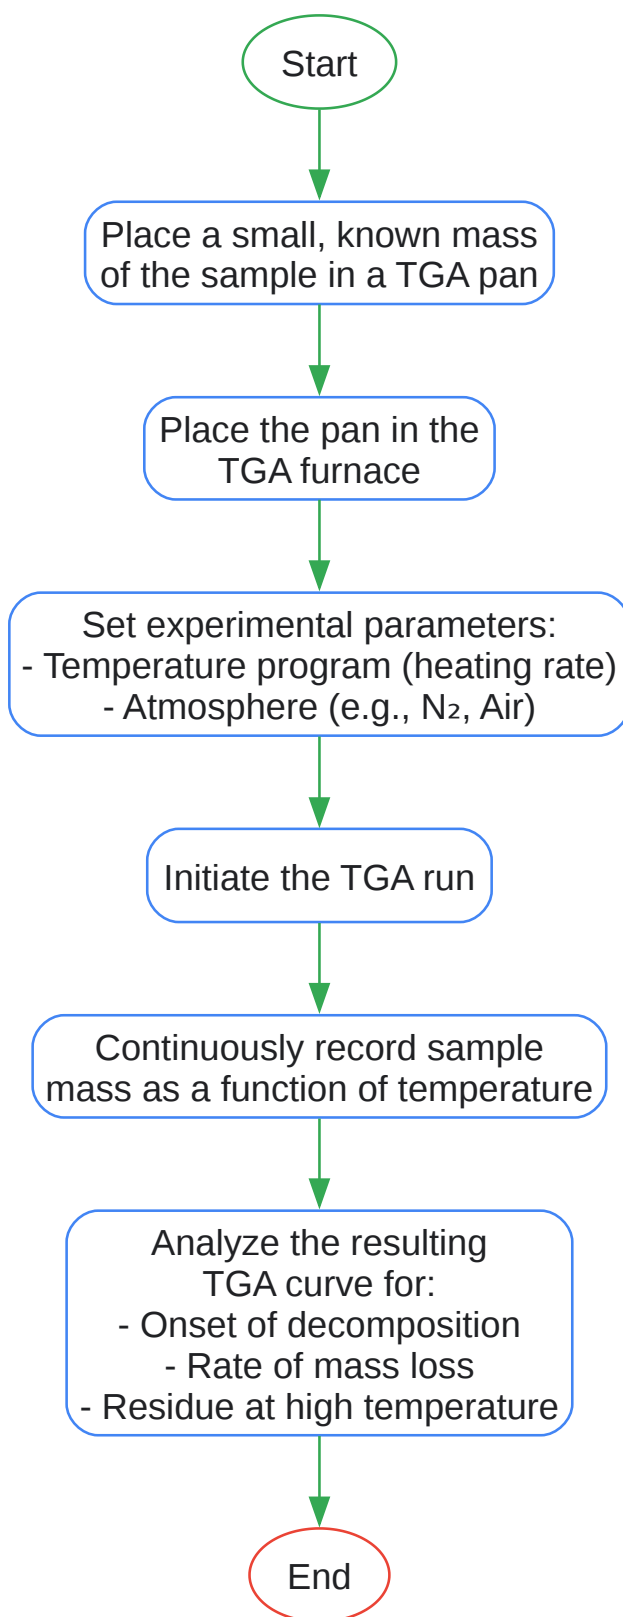 Start
Place a small, known mass
of the sample in a TGA pan
Place the pan in the
TGA furnace
Set experimental parameters:
- Temperature program (heating rate)
- Atmosphere (e.g., N₂, Air)
Initiate the TGA run
Continuously record sample
mass as a function of temperature
Analyze the resulting
TGA curve for:
- Onset of decomposition
- Rate of mass loss
- Residue at high temperature
End